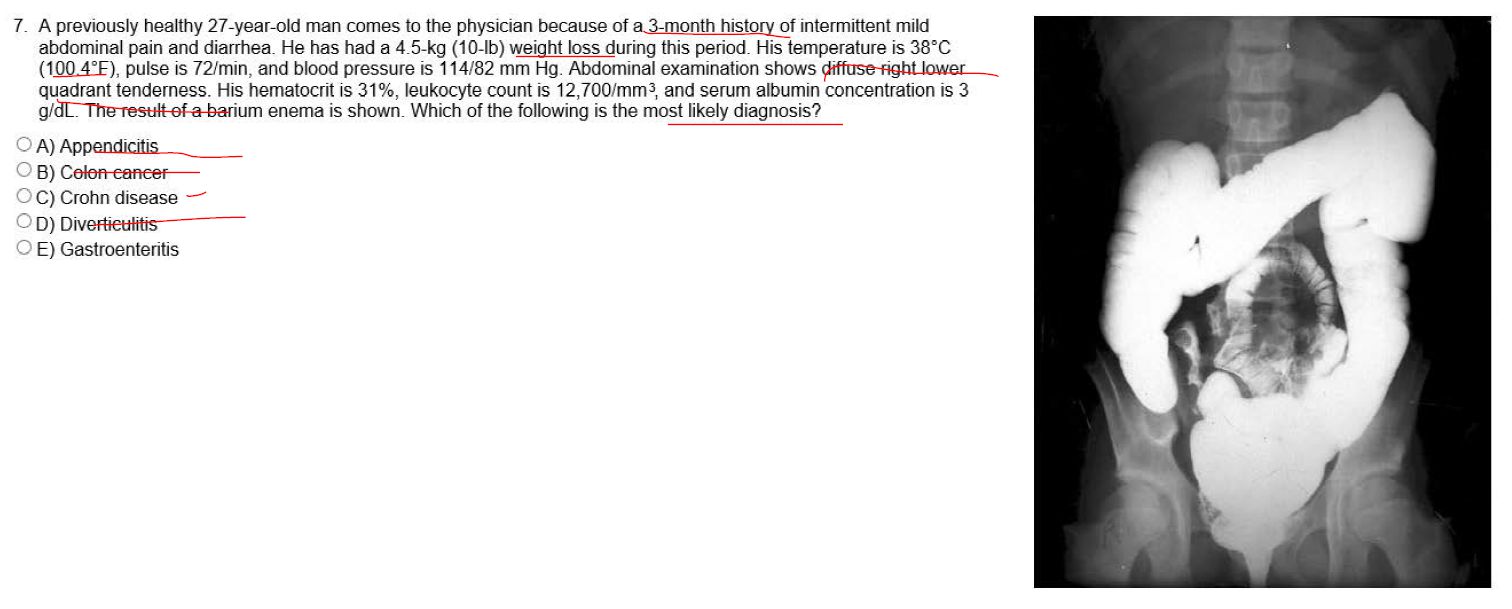 7. A previously healthy 27-year-old man comes to the physician because of a 3-month history of intermittent mild
abdominal pain and diarrhea. He has had a 4.5-kg (10-lb) weight loss during this period. His temperature is 38°C
(100.4°F), pulse is 72/min, and blood pressure is 114/82 mm Hg. Abdominal examination shows diffuse right lower
quadrant tenderness. His hematocrit is 31%, leukocyte count is 12,700/mm³, and serum albumin concentration is 3
g/dL. The result of a barium enema is shown. Which of the following is the most likely diagnosis?
A) Appendicitis
B) Colon cancer
C) Crohn disease
D) Diverticulitis
E) Gastroenteritis